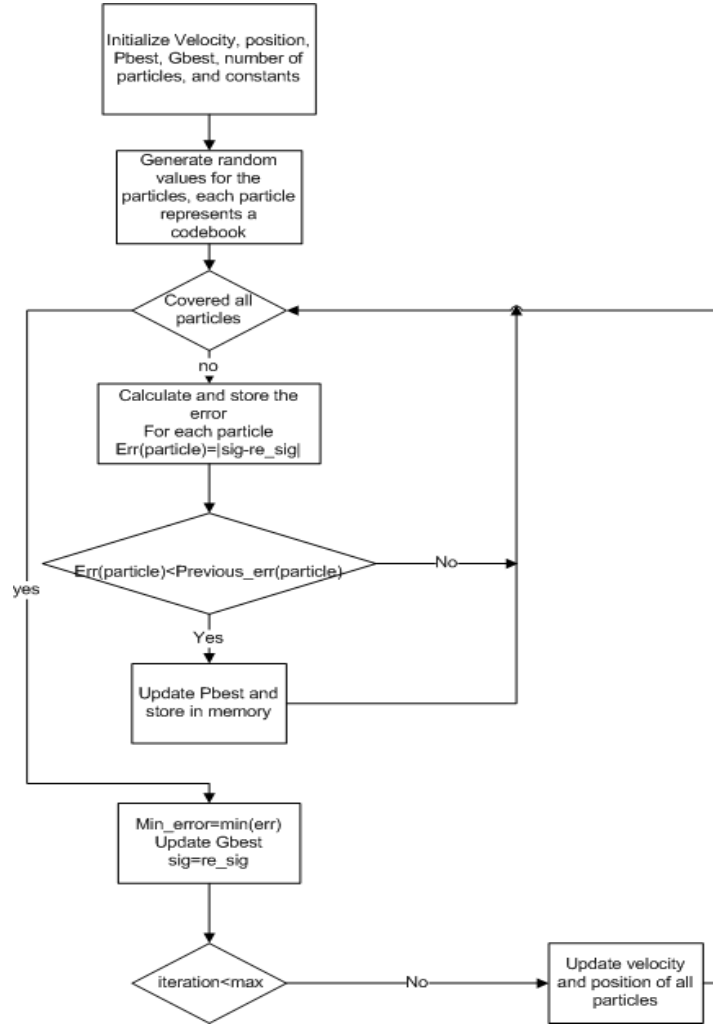 Initialize Velocity, position,
Pbest, Gbest, number of
particles, and constants
Generate random
values for the
particles, each particle
represents a
codebook
Covered all
particles
no
Calculate and store the
error
For each particle
Err(particle)=|sig-re_sig|
Err(particle)<Previous_err(particle)
No
yes
Yes
Update Pbest and
store in memory
Min_error=min(err)
Update Gbest
sig=re_sig
iteration<max
No
Update velocity
and position of all
particles